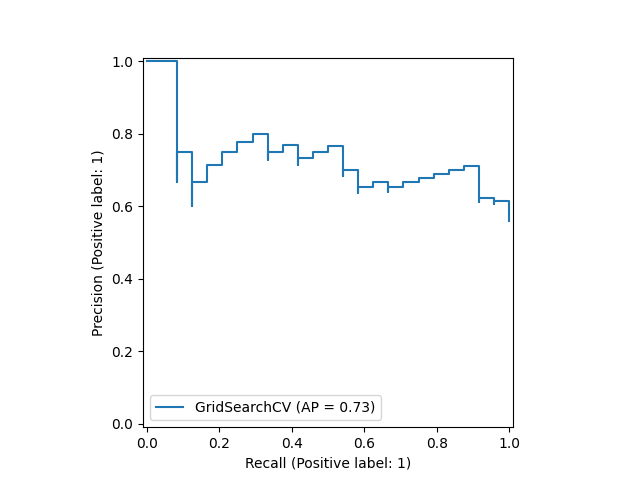 1.0
0.8
0.6
0.4
0.2
0.0
Precision (Positive label: 1)
GridSearchCV (AP = 0.73)
0.0 0.2 0.4 0.6 0.8 1.0
Recall (Positive label: 1)